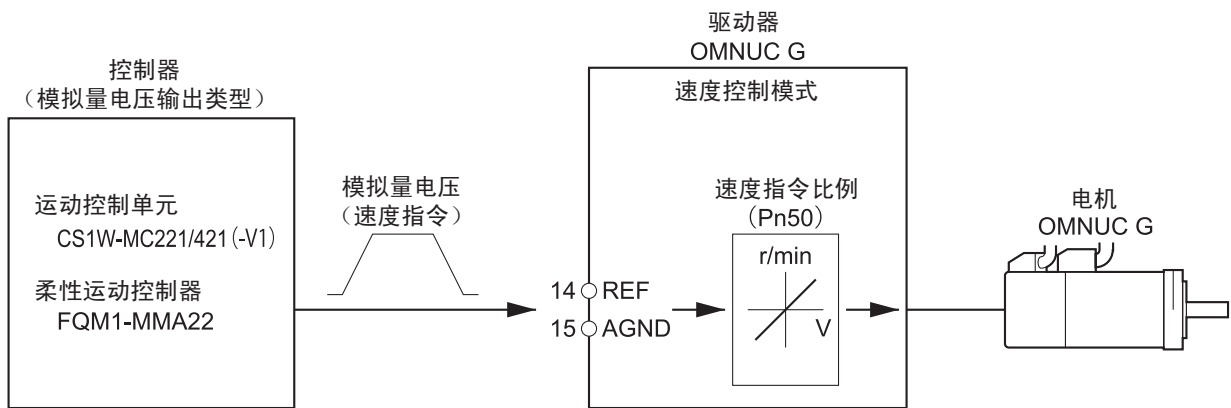 控制器
（模拟量电压输出类型）
运动控制单元
CS1W-MC221/421(-V1)
柔性运动控制器
FQM1-MMA22
模拟量电压
（速度指令）
驱动器
OMNUC G
速度控制模式
14 REF
15 AGND
速度指令比例
（Pn50）
r/min
V
电机
OMNUC G